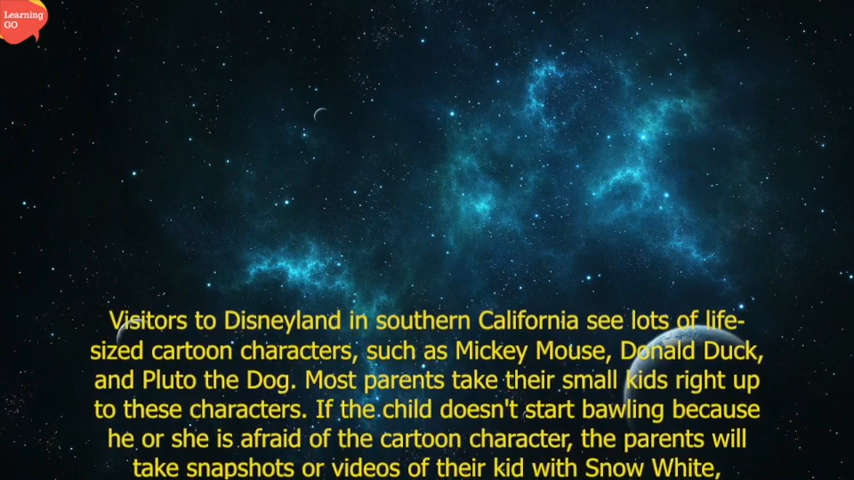 Learning
GO
Visitors to Disneyland in southern California see lots of life-
sized cartoon characters, such as Mickey Mouse, Donald Duck,
and Pluto the Dog. Most parents take their small kids right up
to these characters. If the child doesn't start bawling because
he or she is afraid of the cartoon character, the parents will
take snapshots or videos of their kid with Snow White,